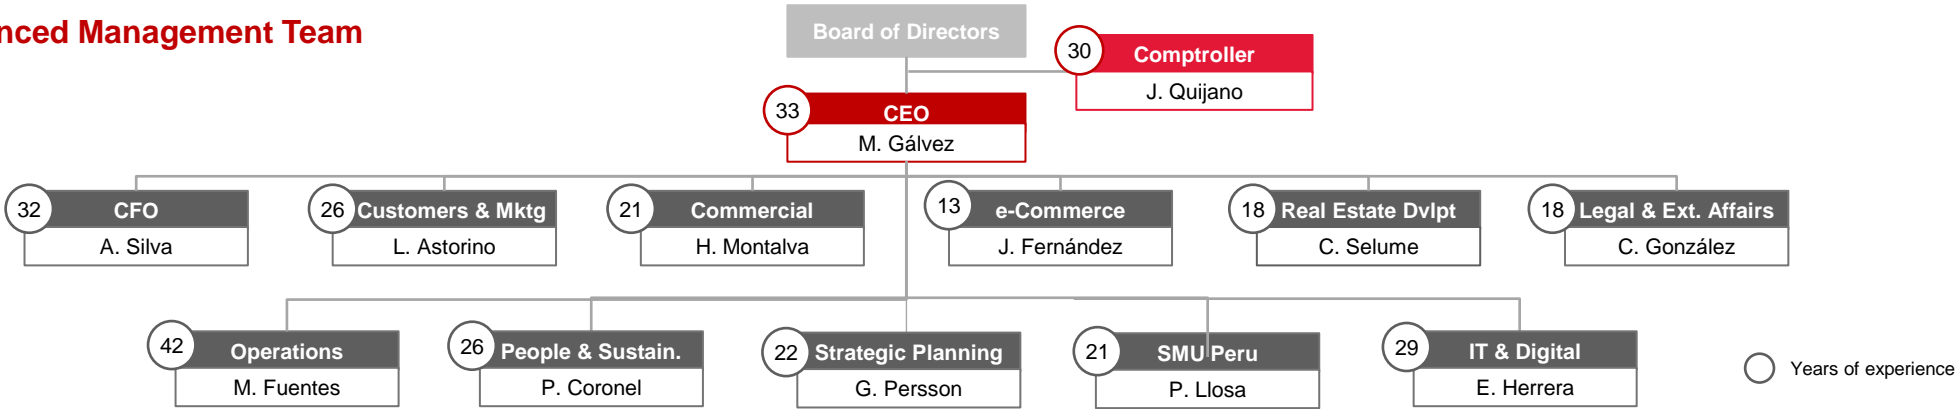 Management Team
Board of Directors
30
Comptroller
J. Quijano
33
CEO
M. Gálvez
32
CFO
A. Silva
26
Customers & Mktg
L. Astorino
21
Commercial
H. Montalva
13
e-Commerce
J. Fernández
18
Real Estate Dvlpt
C. Selume
18
Legal & Ext. Affairs
C. González
42
Operations
M. Fuentes
26
People & Sustain.
P. Coronel
22
Strategic Planning
G. Persson
21
SMU Peru
P. Llosa
29
IT & Digital
E. Herrera
Years of experience